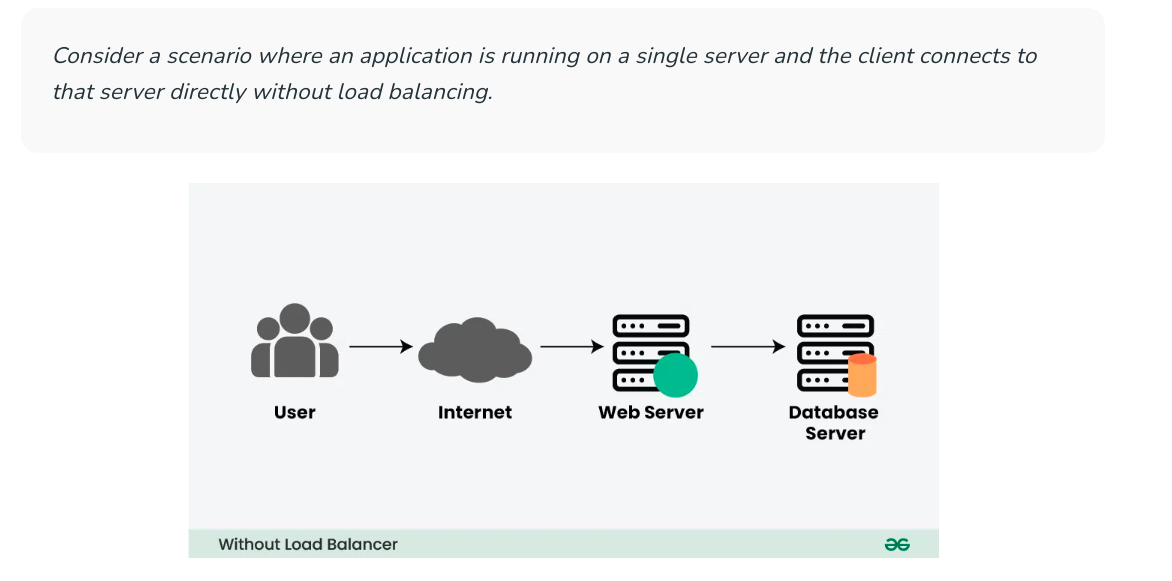 Consider a scenario where an application is running on a single server and the client connects to
that server directly without load balancing.
User
Internet
Web Server
Database
Server
Without Load Balancer